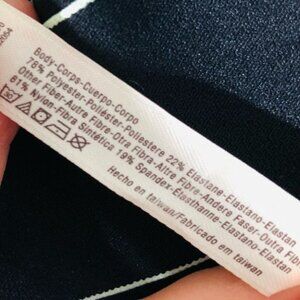 Body-Corps-Cuerpo-Corpo
78% Polyester-Poliéster-Poliestere 22% Elastane-Elastano-Elastan
Other Fiber-Autre Fibre-Otra Fibra-Altre Fibre-Andere Faser-Outra Fibra
81% Nylon-Fibra Sintética 19% Spandex-Élasthanne-Elastano-Elastan
Hecho en taiwan/Fabricado em taiwan